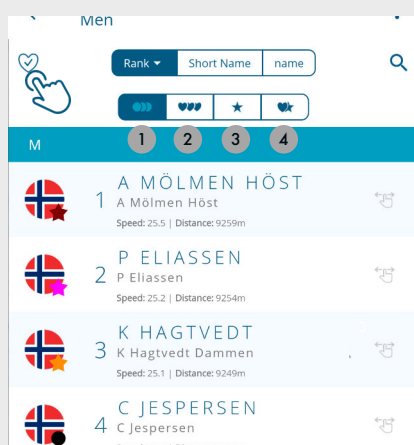 Men
Rank Short Name name
1 2 3 4
M
A MÖLMEN HÖST
1 A Mölmen Höst
Speed: 25.5 | Distance: 9259m
P ELIASSEN
2 P Eliassen
Speed: 25.2 | Distance: 9254m
K HAGTVEDT
3 K Hagtvedt Dammen
Speed: 25.1 | Distance: 9249m
C JESPERSEN
4 C Jespersen